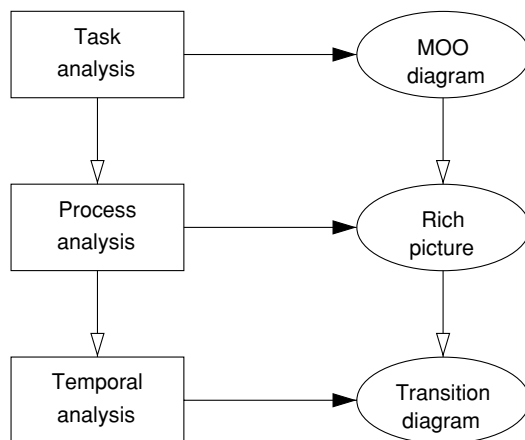 Task
analysis
MOO
diagram
Process
analysis
Rich
picture
Temporal
analysis
Transition
diagram